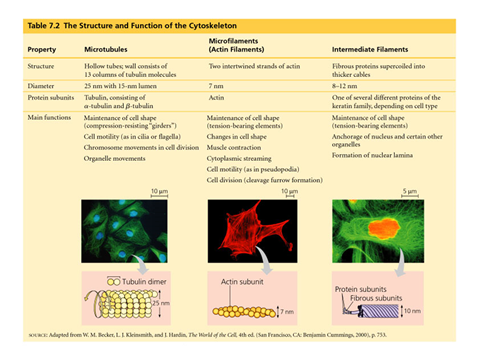 Table 7.2 The Structure and Function of the Cytoskeleton
Property
Microtubules
Microfilaments
(Actin Filaments)
Intermediate Filaments
Structure
Hollow tubes; wall consists of
13 columns of tubulin molecules
Two intertwined strands of actin
Fibrous proteins supercoiled into
thicker cables
Diameter
25 nm with 15-nm lumen
7 nm
8–12 nm
Protein subunits
Tubulin, consisting of
α-tubulin and β-tubulin
Actin
One of several different proteins of the
keratin family, depending on cell type
Main functions
Maintenance of cell shape
(compression-resisting "girders")
Cell motility (as in cilia or flagella)
Chromosome movements in cell division
Organelle movements
Maintenance of cell shape
(tension-bearing elements)
Changes in cell shape
Muscle contraction
Cytoplasmic streaming
Cell motility (as in pseudopodia)
Cell division (cleavage furrow formation)
Maintenance of cell shape
(tension-bearing elements)
Anchorage of nucleus and certain other
organelles
Formation of nuclear lamina
10 µm
10 µm
5 µm
Tubulin dimer
25 nm
Actin subunit
7 nm
Protein subunits
Fibrous subunits
10 nm
SOURCE: Adapted from W. M. Becker, L. J. Kleinsmith, and J. Hardin, The World of the Cell, 4th ed. (San Francisco, CA: Benjamin Cummings, 2000), p. 753.